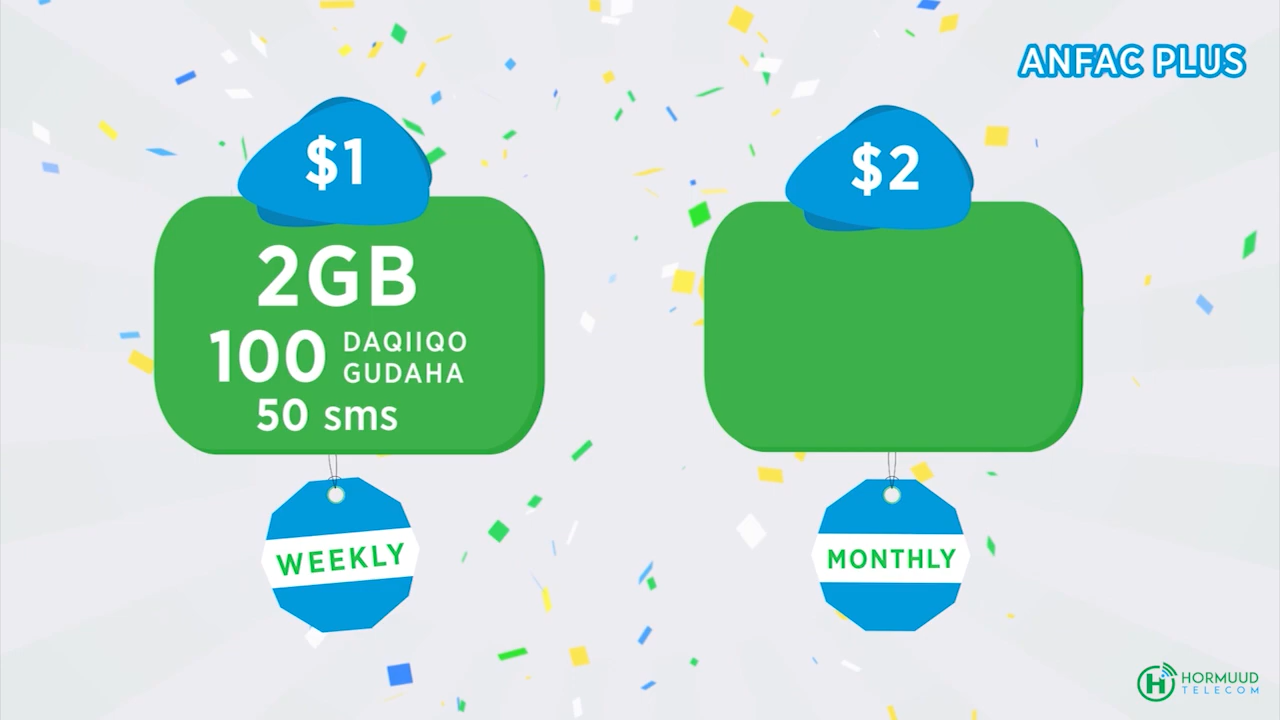 ANFAC PLUS
$1
2GB
100 DAQIIQO
GUDAHA
50 sms
WEEKLY
$2
MONTHLY
HORMUUD
TELECOM